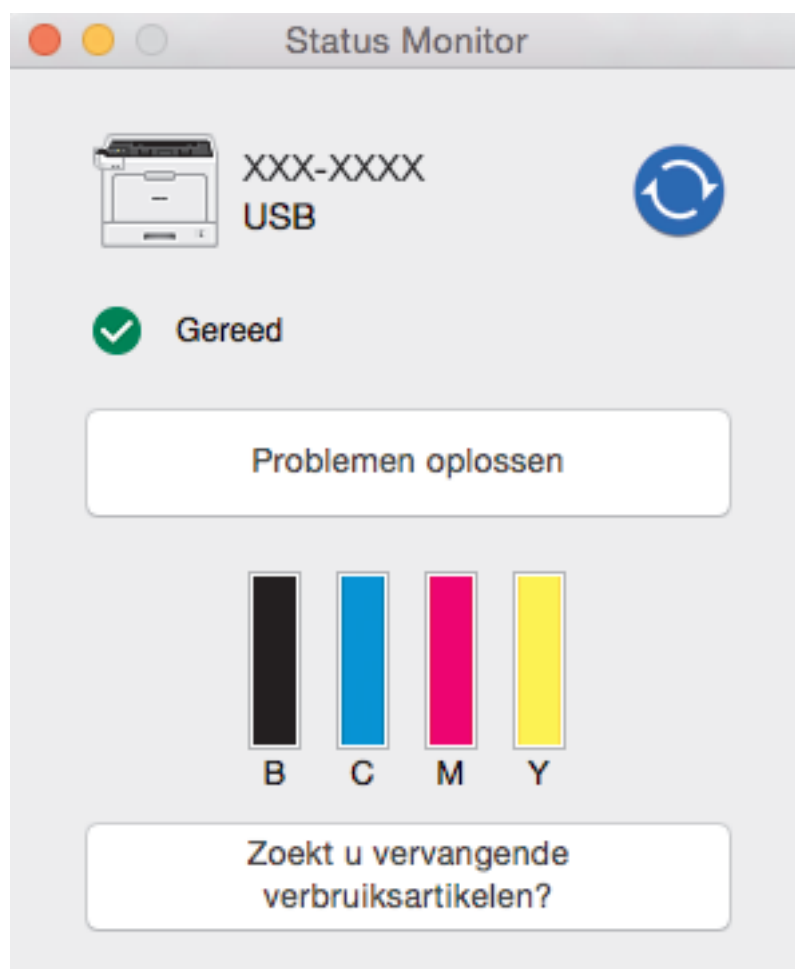 Status Monitor
XXX-XXXX
USB
Gereed
Problemen oplossen
B C M Y
Zoekt u vervangende
verbruiksartikelen?